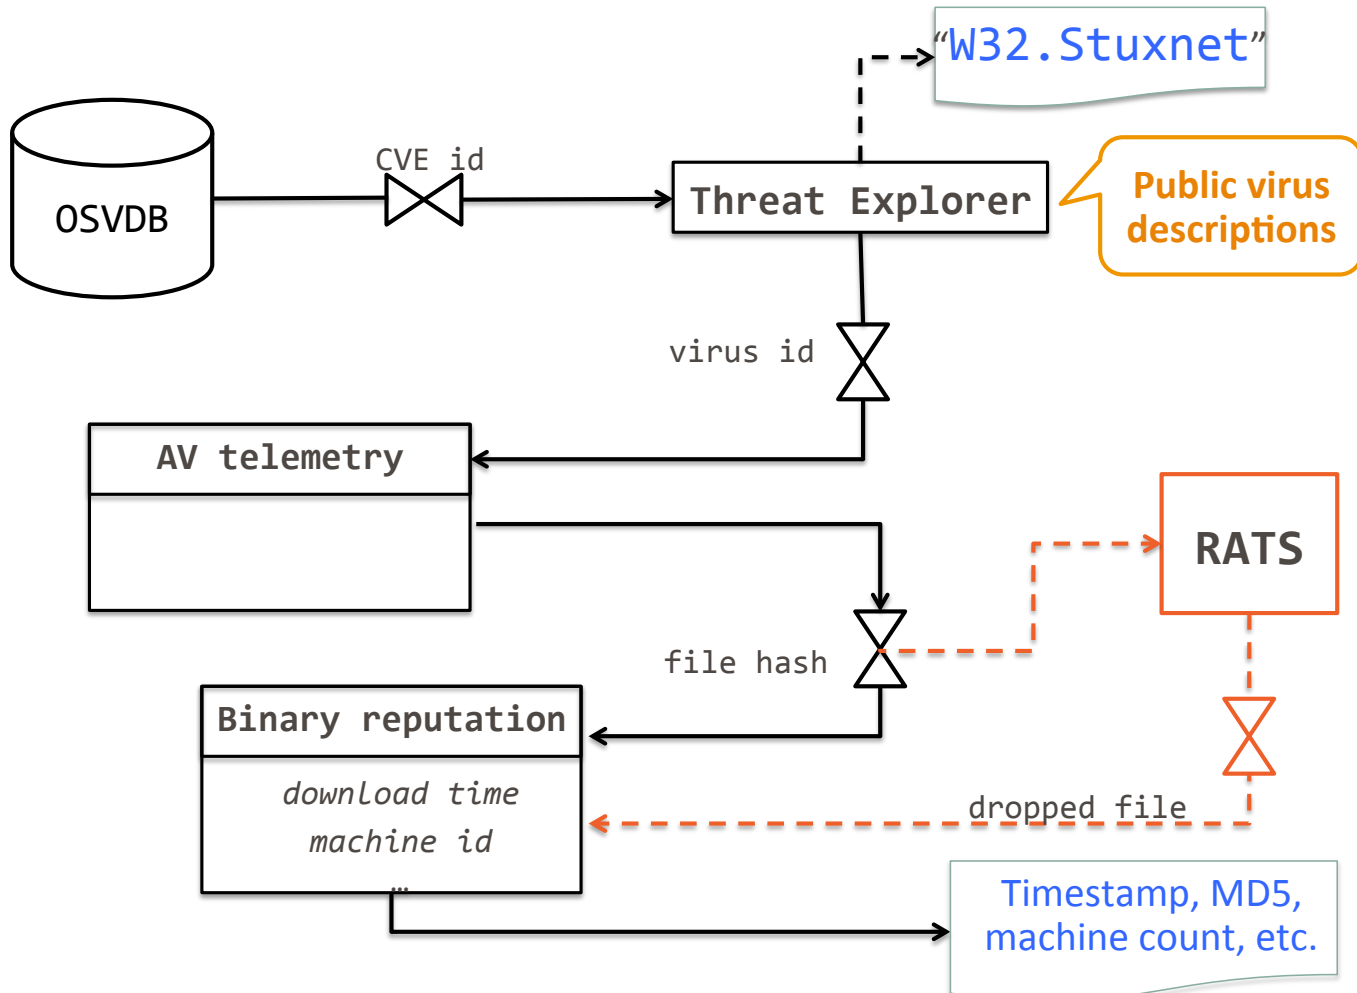 “W32.Stuxnet”
CVE id
OSVDB
Threat Explorer
Public virus
descriptions
virus id
AV telemetry
RATS
file hash
Binary reputation
download time
machine id
…
dropped file
Timestamp, MD5,
machine count, etc.